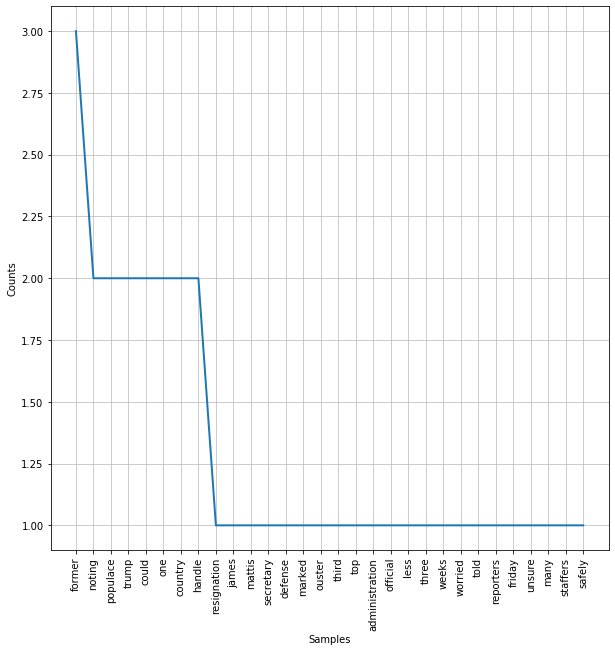 3.00
2.75
2.50
2.25
2.00
1.75
1.50
1.25
1.00
Counts
former
noting
populace
trump
could
one
country
handle
resignation
james
mattis
secretary
defense
marked
ouster
third
top
administration
official
less
three
weeks
worried
told
reporters
friday
unsure
many
staffers
safely
Samples